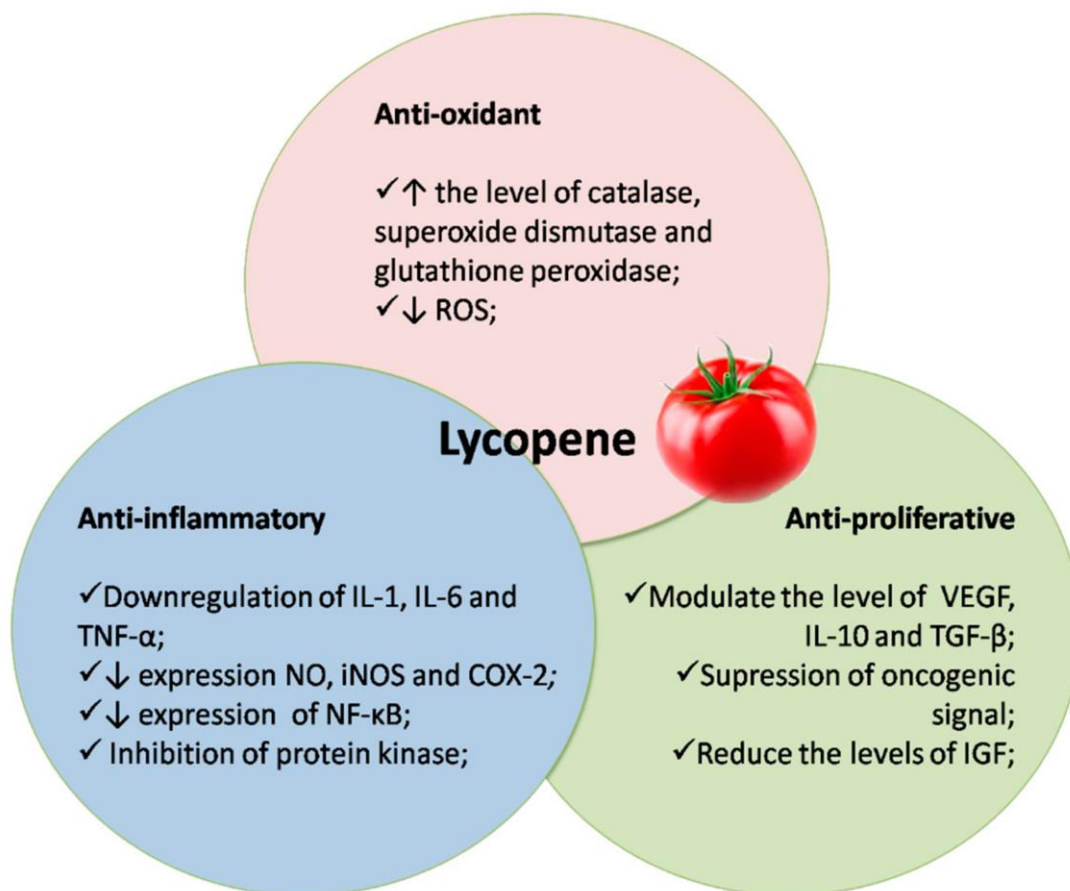 Anti-oxidant
✓↑ the level of catalase,
superoxide dismutase and
glutathione peroxidase;
✓↓ ROS;
Lycopene
Anti-inflammatory
✓Downregulation of IL-1, IL-6 and
TNF-α;
✓↓ expression NO, iNOS and COX-2;
✓↓ expression of NF-κB;
✓ Inhibition of protein kinase;
Anti-proliferative
✓Modulate the level of VEGF,
IL-10 and TGF-β;
✓Supression of oncogenic
signal;
✓Reduce the levels of IGF;